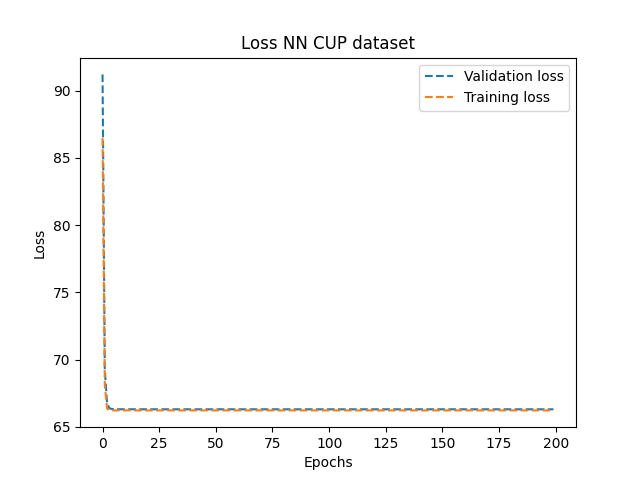 Loss NN CUP dataset
Validation loss
Training loss
90
85
80
75
70
65
Loss
0 25 50 75 100 125 150 175 200
Epochs